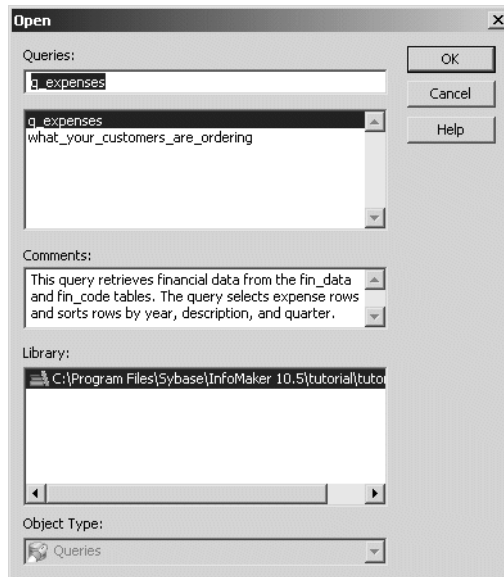 Open
Queries:
q_expenses
q_expenses
what_your_customers_are_ordering
Comments:
This query retrieves financial data from the fin_data
and fin_code tables. The query selects expense rows
and sorts rows by year, description, and quarter.
Library:
C:\Program Files\Sybase\InfoMaker 10.5\tutorial\tutor
Object Type:
Queries
OK
Cancel
Help